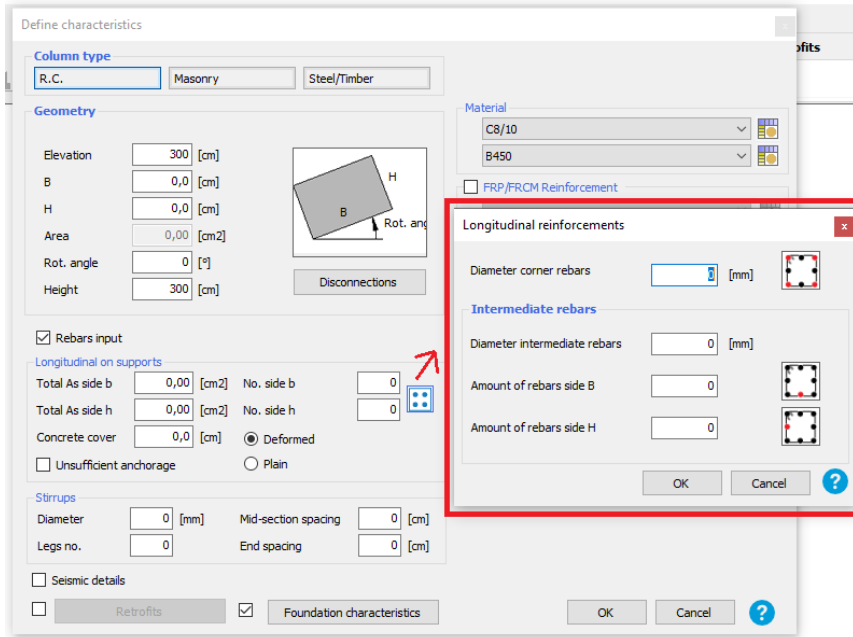 Define characteristics
Column type
R.C.
Masonry
Steel/Timber
Geometry
Elevation 300 [cm]
B 0,0 [cm]
H 0,0 [cm]
Area 0,00 [cm2]
Rot. angle 0 [°]
Height 300 [cm]
H
B
Rot. ang
Disconnections
Rebars input
Longitudinal on supports
Total As side b 0,00 [cm2] No. side b 0
Total As side h 0,00 [cm2] No. side h 0
Concrete cover 0,0 [cm] Deformed
Unsufficient anchorage Plain
Stirrups
Diameter 0 [mm] Mid-section spacing 0 [cm]
Legs no. 0 End spacing 0 [cm]
Seismic details
Retrofits
Foundation characteristics
OK
Cancel
?
Material
C8/10
B450
FRP/FRCM Reinforcement
Longitudinal reinforcements
x
Diameter corner rebars 0 [mm]
Intermediate rebars
Diameter intermediate rebars 0 [mm]
Amount of rebars side B 0
Amount of rebars side H 0
OK
Cancel
?